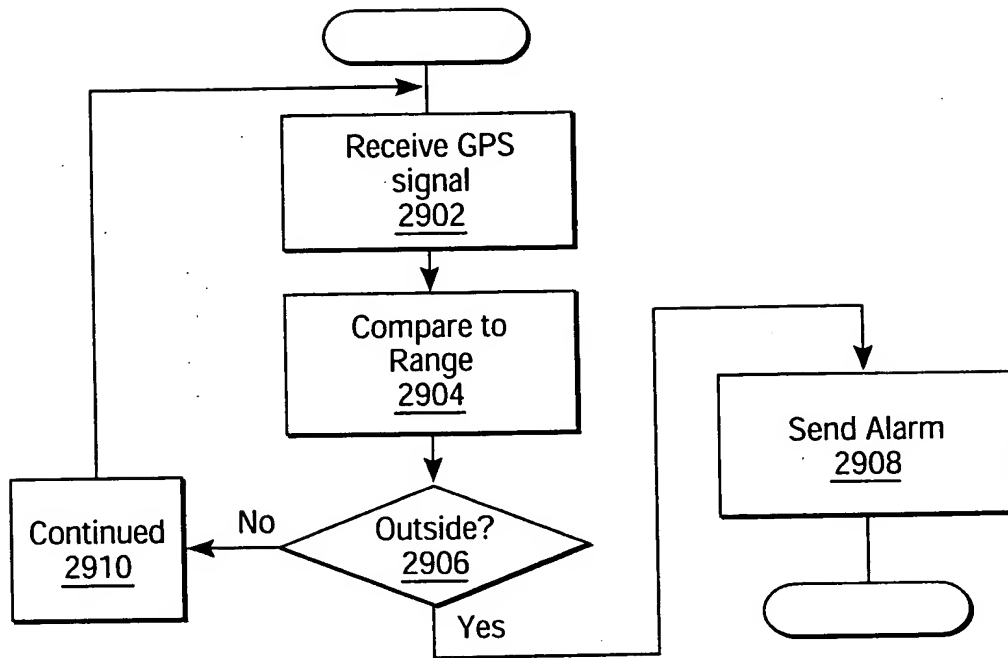 Receive GPS
signal
2902
Compare to
Range
2904
Outside?
2906
No
Continued
2910
Yes
Send Alarm
2908